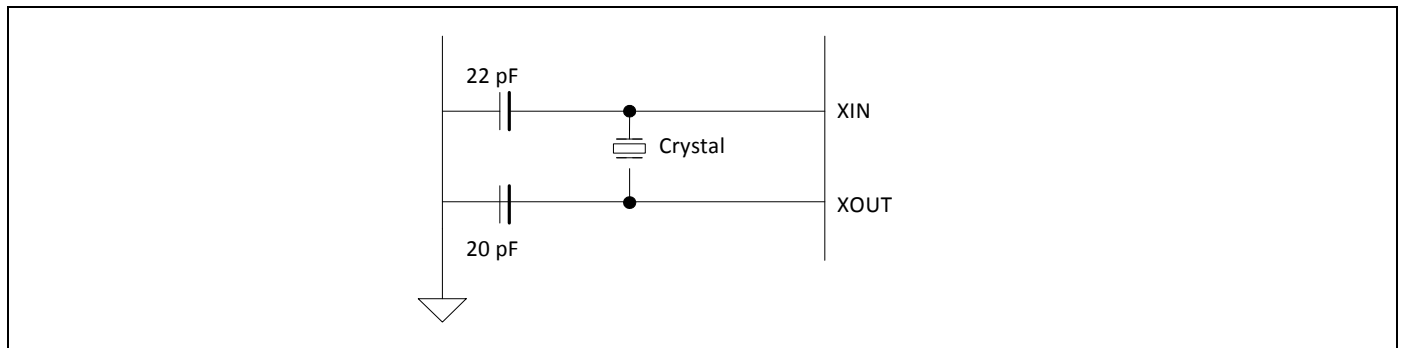 22 pF
XIN
Crystal
XOUT
20 pF